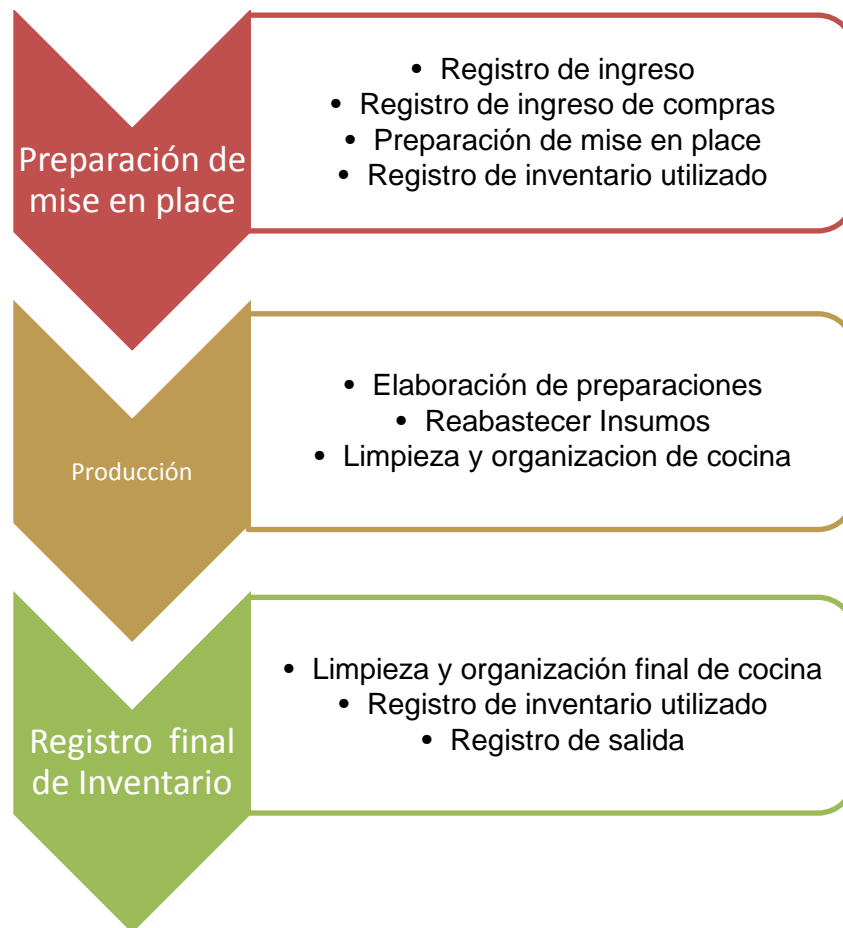 Preparación de
mise en place
• Registro de ingreso
• Registro de ingreso de compras
• Preparación de mise en place
• Registro de inventario utilizado
Producción
• Elaboración de preparaciones
• Reabastecer Insumos
• Limpieza y organizacion de cocina
Registro final
de Inventario
• Limpieza y organización final de cocina
• Registro de inventario utilizado
• Registro de salida